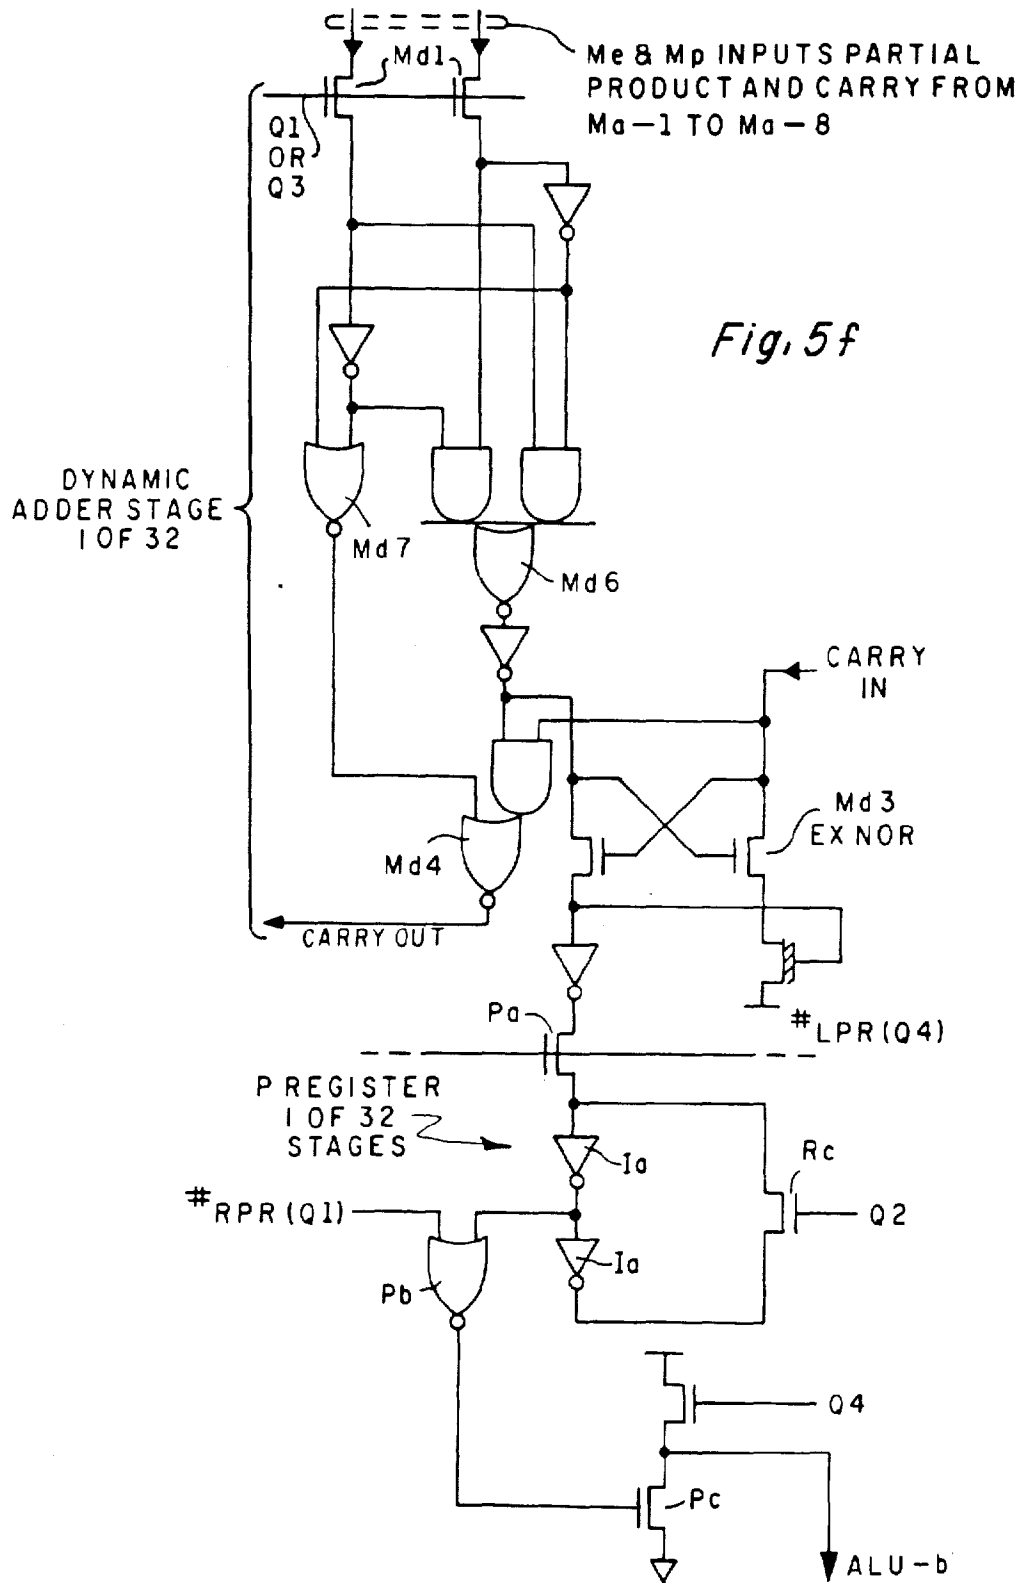 Md1
Me & Mp INPUTS PARTIAL
PRODUCT AND CARRY FROM
Ma-1 TO Ma-8
Q1
OR
Q3
Fig. 5f
DYNAMIC
ADDER STAGE
1 OF 32
Md7
Md6
CARRY
IN
Md3
EX NOR
Md4
CARRY OUT
Pa
#LPR(Q4)
P REGISTER
1 OF 32
STAGES
Ia
Rc
#RPR(Q1)
Q2
Ia
Pb
Q4
Pc
ALU-b